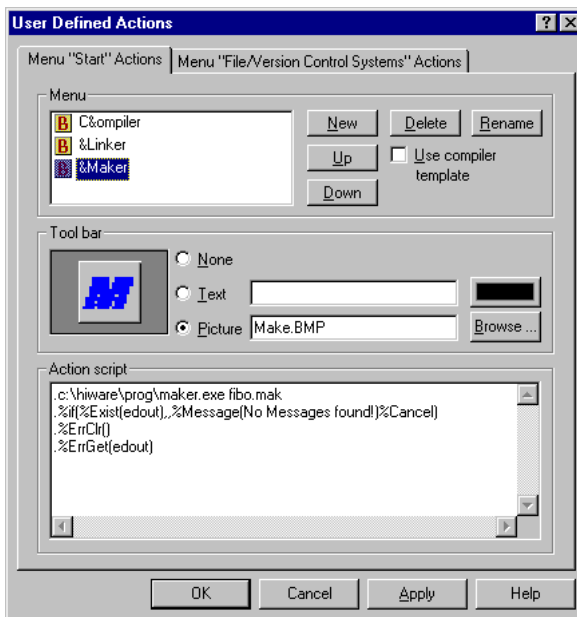 User Defined Actions
Menu "Start" Actions
Menu "File/Version Control Systems" Actions
Menu
C&ompiler
&Linker
&Maker
New
Delete
Rename
Up
Use compiler
template
Down
Tool bar
None
Text
Picture
Make.BMP
Browse ...
Action script
.c:\hiware\prog\maker.exe fibo.mak
.%if(%Exist(edout),,%Message(No Messages found!)%Cancel)
.%ErrClr()
.%ErrGet(edout)
OK
Cancel
Apply
Help